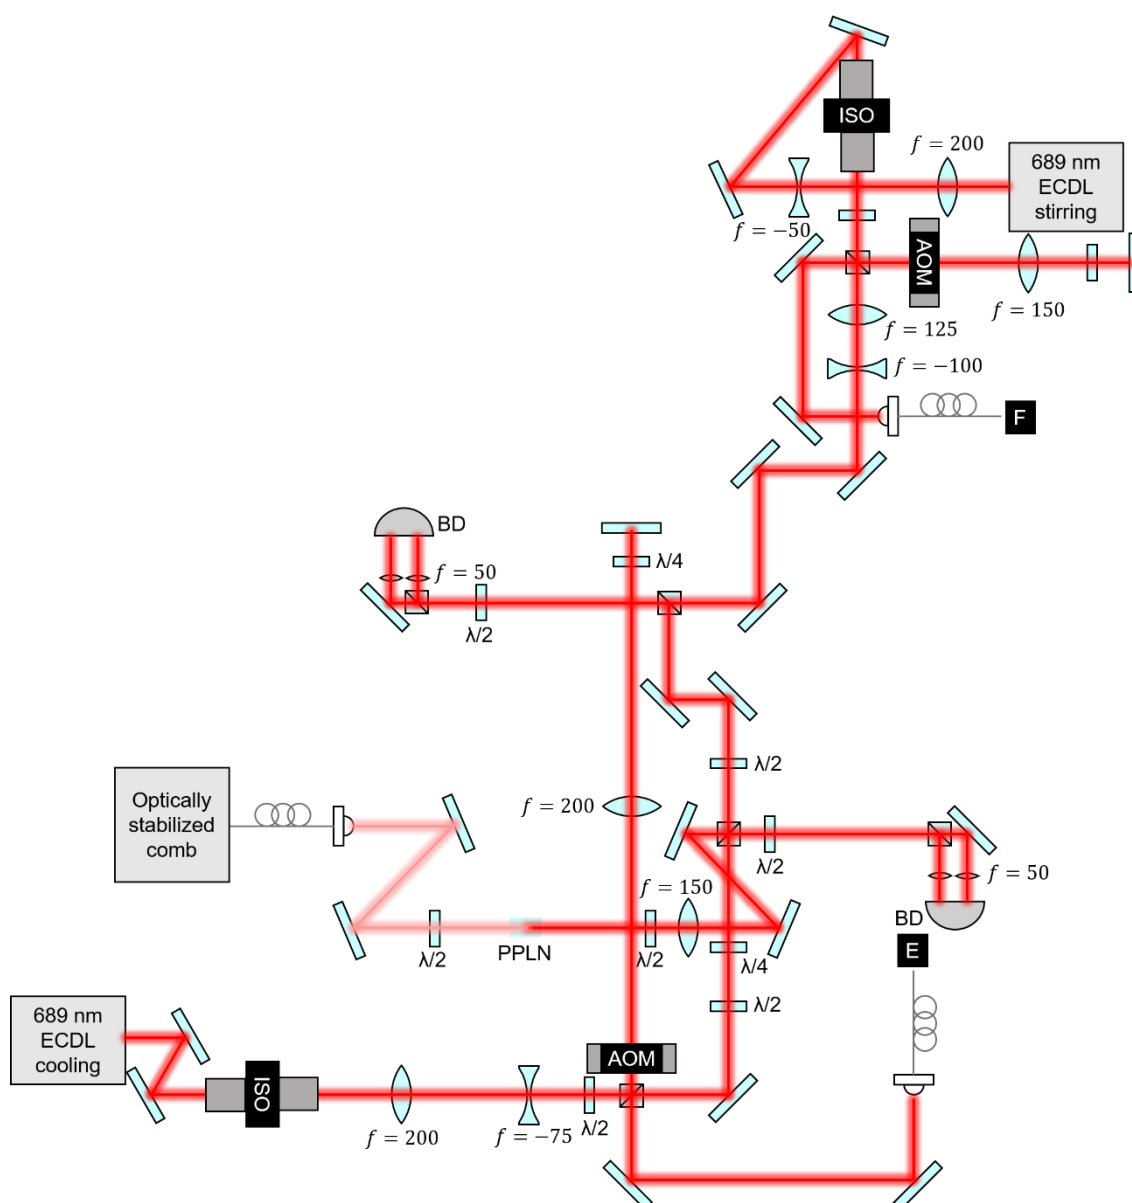 ISO
f = 200
689 nm
ECDL
stirring
f = −50
AOM
f = 150
f = 125
f = −100
F
BD
λ/4
f = 50
λ/2
λ/2
Optically
stabilized
comb
f = 200
λ/2
f = 150
f = 50
BD
λ/2
PPLN
λ/2
λ/4
E
λ/2
689 nm
ECDL
cooling
AOM
ISO
λ/2
f = 200
f = −75